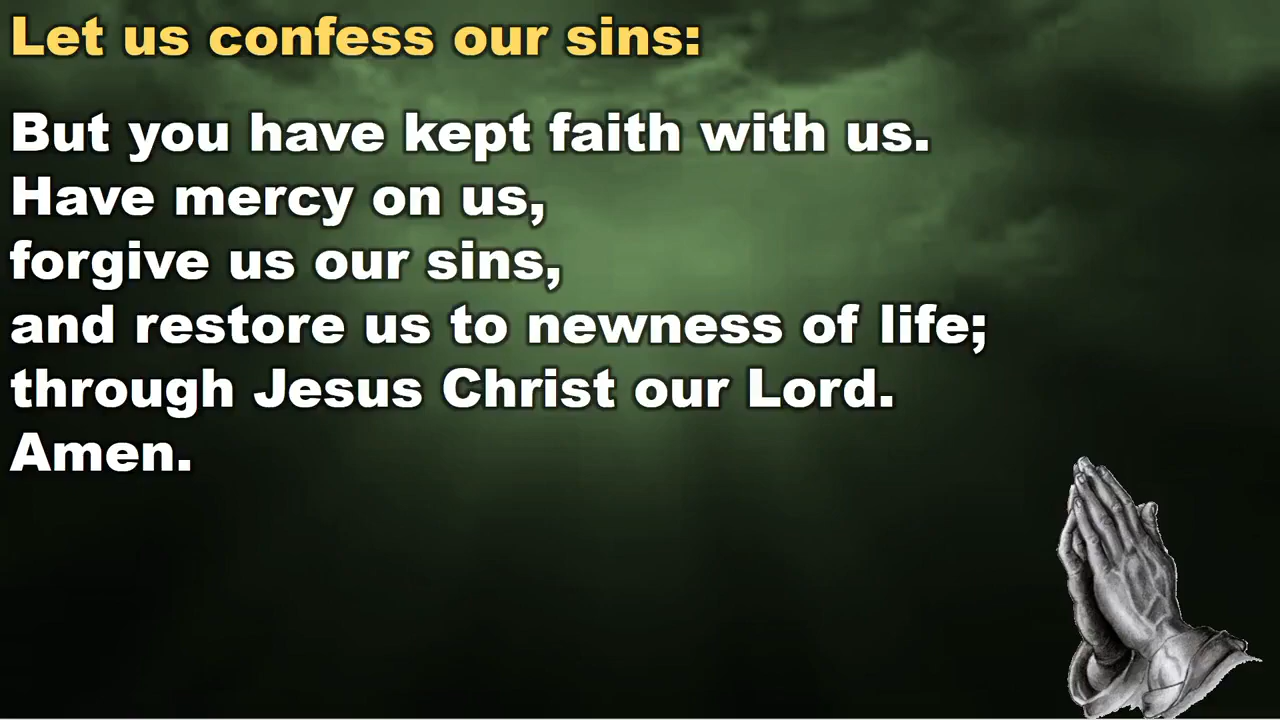 Let us confess our sins:
But you have kept faith with us.
Have mercy on us,
forgive us our sins,
and restore us to newness of life;
through Jesus Christ our Lord.
Amen.